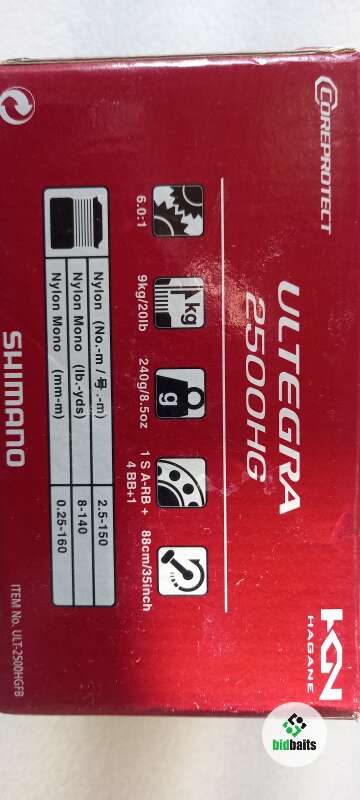 COREPROTECT
HAGANE
ULTEGRA
2500HG
6.0:1
9kg/20lb
240g/8.5oz
1 S A-RB +
4 BB+1
88cm/35inch
kg
g
Nylon (No.-m / 号.-m) 2.5-150
Nylon Mono (lb.-yds) 8-140
Nylon Mono (mm-m) 0.25-160
SHIMANO
ITEM No. ULT-2500HGFB
bidbaits